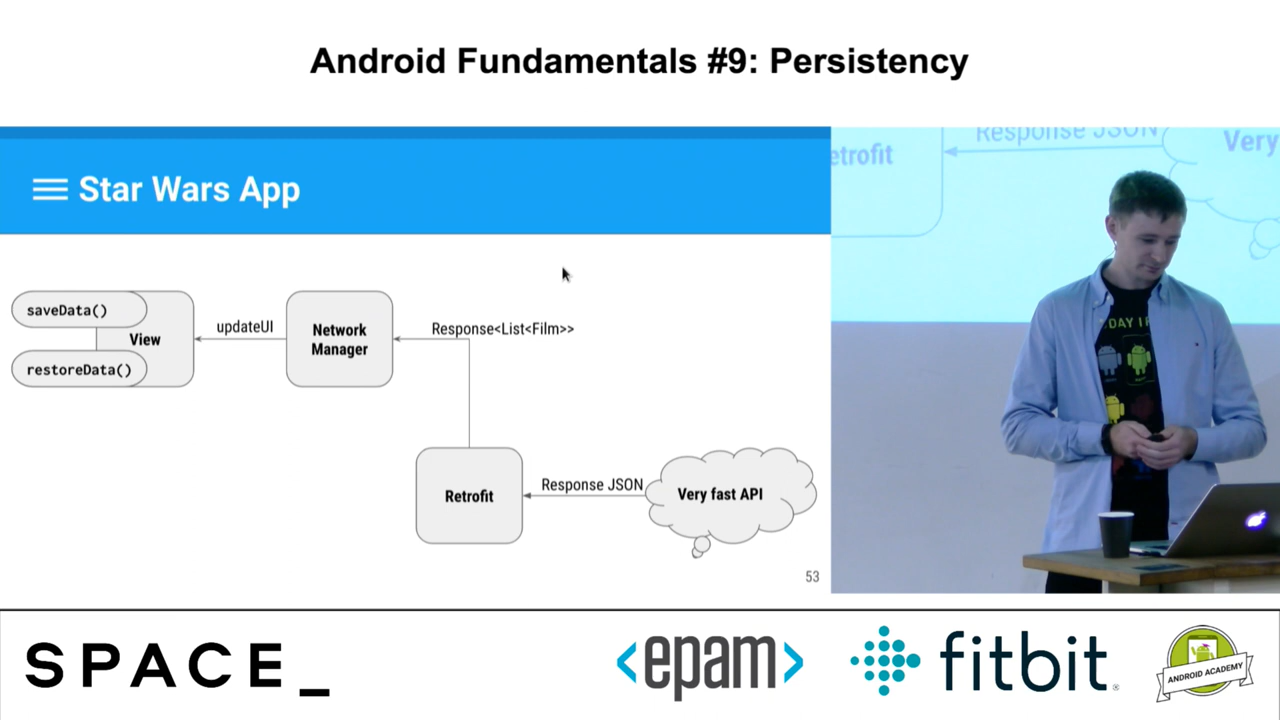 Android Fundamentals #9: Persistency
Star Wars App
saveData()
View
restoreData()
updateUI
Network
Manager
Response<List<Film>>
Retrofit
Response JSON
Very fast API
53
Response JSON
etrofit
Very
DAY I
SPACE_
<epam>
fitbit
ANDROID ACADEMY